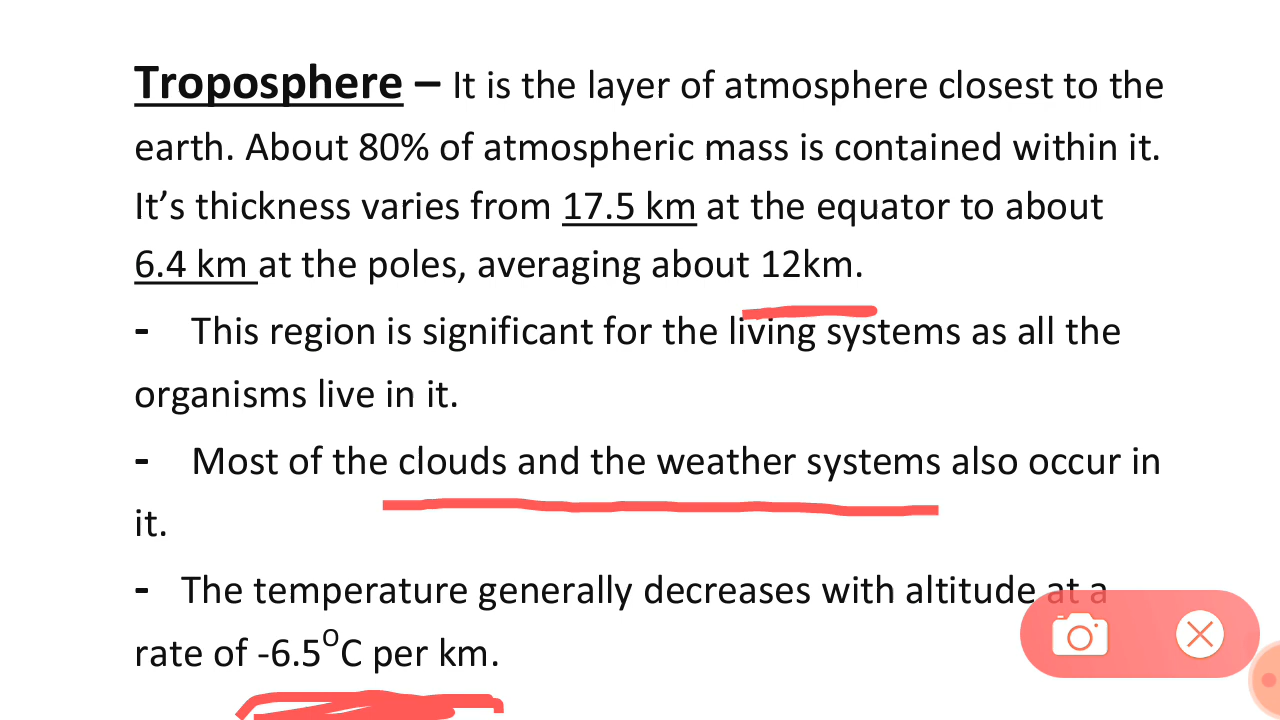 Troposphere – It is the layer of atmosphere closest to the
earth. About 80% of atmospheric mass is contained within it.
It’s thickness varies from 17.5 km at the equator to about
6.4 km at the poles, averaging about 12km.
- This region is significant for the living systems as all the
organisms live in it.
- Most of the clouds and the weather systems also occur in
it.
- The temperature generally decreases with altitude at a
rate of -6.5⁰C per km.